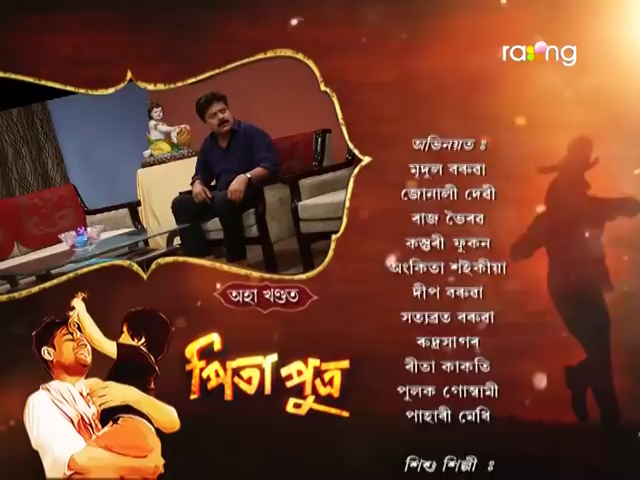 rang
অভিনয়ত :
মৃদুল বৰুৱা
জোনালী দেৱী
ৰাজ ভৈৰব
কস্তুৰী ফুকন
অংকিতা শইকীয়া
দীপ বৰুৱা
সত্যব্ৰত বৰুৱা
ৰুদ্ৰসাগৰ
ৰীতা কাকতি
পুলক গোস্বামী
পাহাৰী মেধি
শিশু শিল্পী :
অহা খণ্ডত
পিতা পুত্ৰ